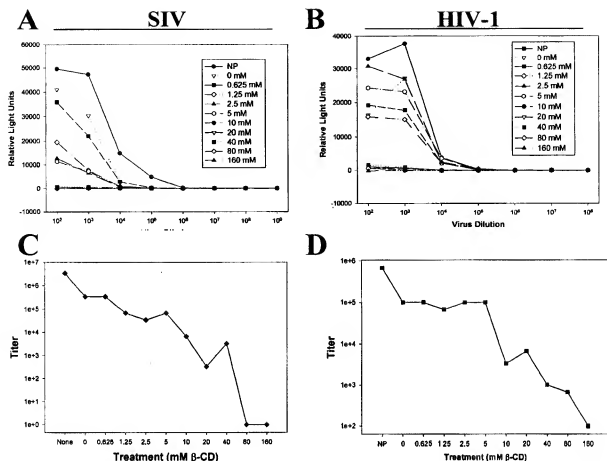 A
SIV
Relative Light Units
60000
50000
40000
30000
20000
10000
0
-10000
NP
0 mM
0.625 mM
1.25 mM
2.5 mM
5 mM
10 mM
20 mM
40 mM
80 mM
160 mM
10² 10³ 10⁴ 10⁵ 10⁶ 10⁷ 10⁸ 10⁹
Virus Dilution
B
HIV-1
Relative Light Units
40000
30000
20000
10000
0
-10000
NP
0 mM
0.625 mM
1.25 mM
2.5 mM
5 mM
10 mM
20 mM
40 mM
80 mM
160 mM
10² 10³ 10⁴ 10⁵ 10⁶ 10⁷ 10⁸
Virus Dilution
C
Titer
1e+7
1e+6
1e+5
1e+4
1e+3
1e+2
1e+1
1e+0
None 0 0.625 1.25 2.5 5 10 20 40 80 160
Treatment (mM β-CD)
D
Titer
1e+6
1e+5
1e+4
1e+3
1e+2
NP 0 0.625 1.25 2.5 5 10 20 40 80 160
Treatment (mM β-CD)